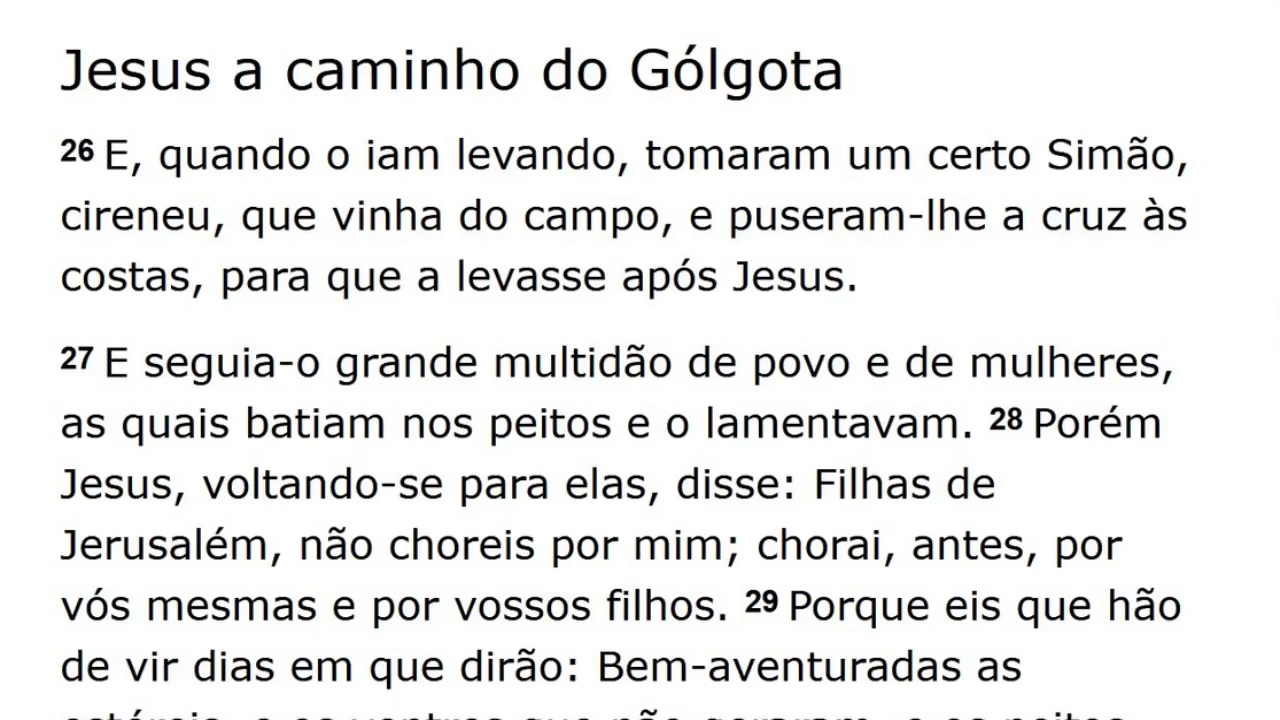 Jesus a caminho do Gólgota
26 E, quando o iam levando, tomaram um certo Simão,
cireneu, que vinha do campo, e puseram-lhe a cruz às
costas, para que a levasse após Jesus.
27 E seguia-o grande multidão de povo e de mulheres,
as quais batiam nos peitos e o lamentavam. 28 Porém
Jesus, voltando-se para elas, disse: Filhas de
Jerusalém, não choreis por mim; chorai, antes, por
vós mesmas e por vossos filhos. 29 Porque eis que hão
de vir dias em que dirão: Bem-aventuradas as